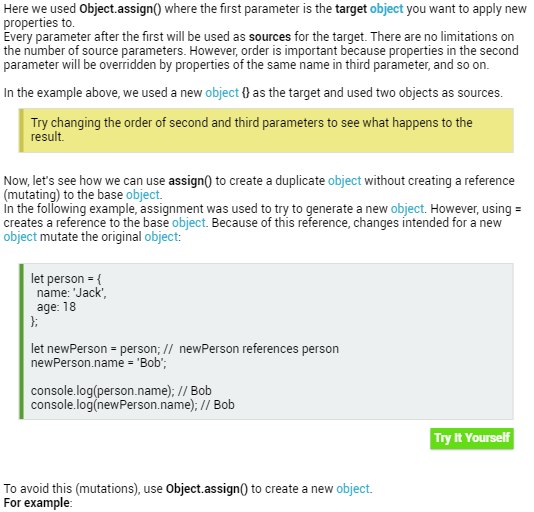 Here we used Object.assign() where the first parameter is the target object you want to apply new
properties to.
Every parameter after the first will be used as sources for the target. There are no limitations on
the number of source parameters. However, order is important because properties in the second
parameter will be overridden by properties of the same name in third parameter, and so on.
In the example above, we used a new object {} as the target and used two objects as sources.
Try changing the order of second and third parameters to see what happens to the
result.
Now, let's see how we can use assign() to create a duplicate object without creating a reference
(mutating) to the base object.
In the following example, assignment was used to try to generate a new object. However, using =
creates a reference to the base object. Because of this reference, changes intended for a new
object mutate the original object:
let person = {
name: 'Jack',
age: 18
};
let newPerson = person; //  newPerson references person
newPerson.name = 'Bob';
console.log(person.name); // Bob
console.log(newPerson.name); // Bob
Try It Yourself
To avoid this (mutations), use Object.assign() to create a new object.
For example: